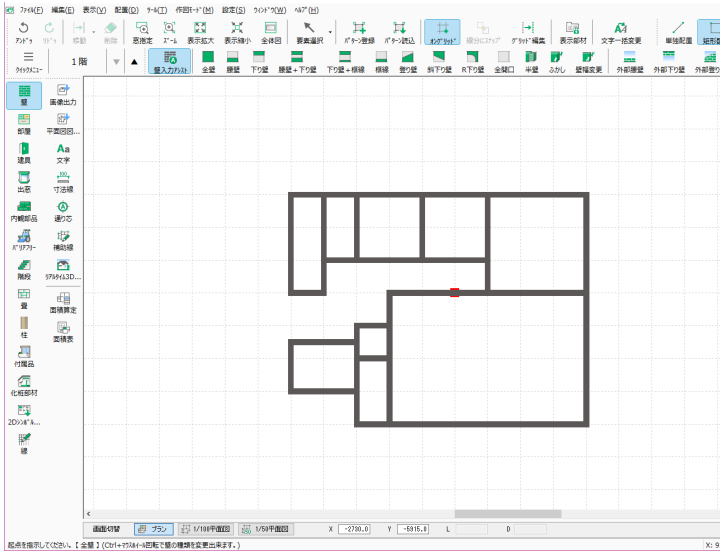 ﾌｧｲﾙ(F) 編集(E) 表示(V) 配置(D) ﾂｰﾙ(T) 作図ﾓｰﾄﾞ(M) 設定(S) ｳｨﾝﾄﾞｳ(W) ﾍﾙﾌﾟ(H)
ｱﾝﾄﾞｩ ﾘﾄﾞｩ 移動 削除 窓指定 ｽﾞｰﾑ 表示拡大 表示縮小 全体図 要素選択 ﾊﾟﾀｰﾝ登録 ﾊﾟﾀｰﾝ読込 ｵﾝｸﾞﾘｯﾄﾞ 線分にｽﾅｯﾌﾟ ｸﾞﾘｯﾄﾞ編集 表示部材 文字一括変更 単独配置
ｸｲｯｸﾒﾆｭｰ 1 階 ▼ ▲ 壁入力ｱｼｽﾄ 全壁 腰壁 下り壁 腰壁+下り壁 下り壁+框線 框線 登り壁 斜下り壁 R下り壁 全開口 半壁 ふかし 壁幅変更 外部腰壁 外部下り壁
壁 画像出力
部屋 平面図図...
建具 Aa 文字
出窓 100 寸法線
内観部品 通り芯
ﾊﾞﾘｱﾌﾘｰ 補助線
階段 ﾘｱﾙﾀｲﾑ3D...
畳 面積算定
柱 面積表
付属品
化粧部材
2Dｼﾝﾎﾞﾙ...
線
<
画面切替 プラン 1/100平面図 1/50平面図 X -2730.0 Y -5915.0 L D
起点を指示してください。【 全壁 】(Ctrl+ﾏｳｽﾎｲｰﾙ回転で壁の種類を変更出来ます。) X: 9